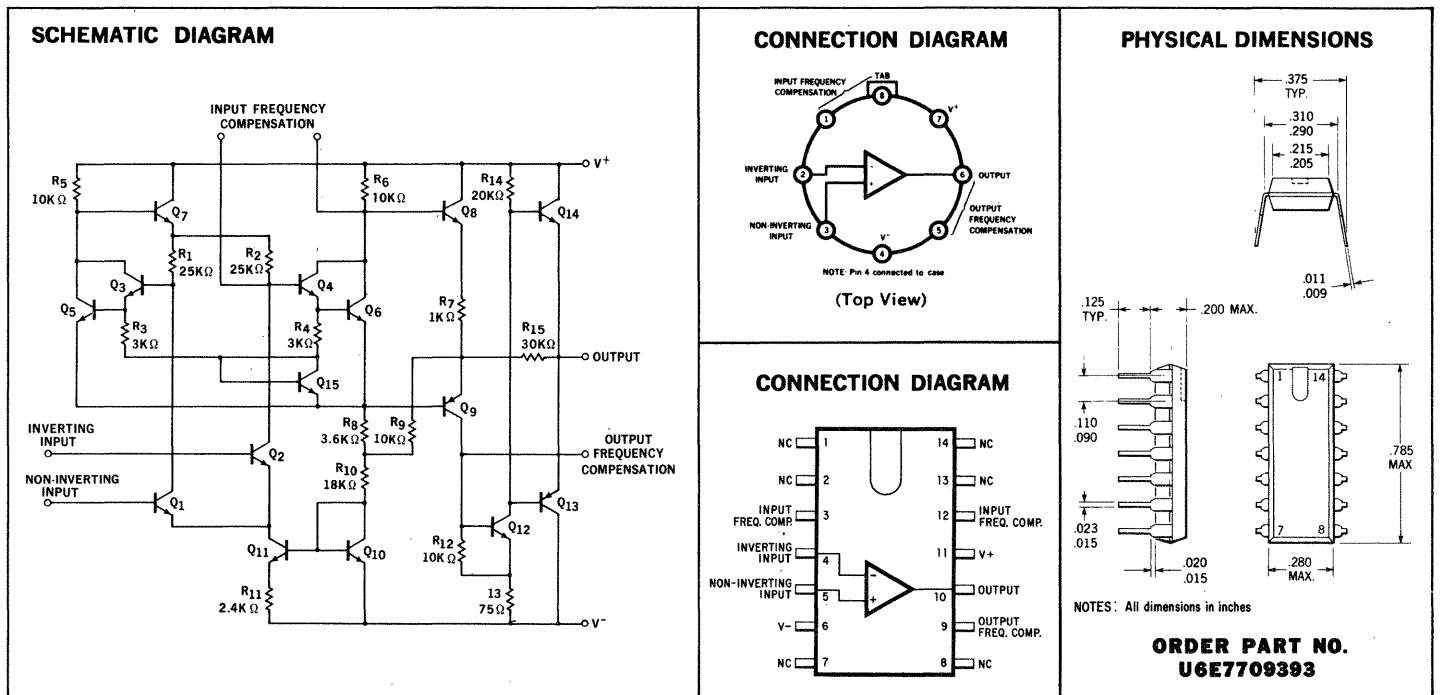 SCHEMATIC DIAGRAM
INPUT FREQUENCY
COMPENSATION
V+
R5
10KΩ
Q7
R6
10KΩ
Q8
R14
20KΩ
Q14
R1
25KΩ
R2
25KΩ
Q3
Q4
Q5
Q6
R3
3KΩ
R4
3KΩ
R7
1KΩ
R15
30KΩ
OUTPUT
Q15
Q9
R8
3.6KΩ
R9
10KΩ
INVERTING
INPUT
Q2
OUTPUT
FREQUENCY
COMPENSATION
R10
18KΩ
NON-INVERTING
INPUT
Q1
Q13
Q12
Q11
Q10
R12
10KΩ
R11
2.4KΩ
13
75Ω
V-
CONNECTION DIAGRAM
INPUT FREQUENCY
COMPENSATION
TAB
8
1
7
V+
INVERTING
INPUT
2
-
+
6
OUTPUT
NON-INVERTING
INPUT
3
V-
4
5
OUTPUT
FREQUENCY
COMPENSATION
NOTE: Pin 4 connected to case
(Top View)
CONNECTION DIAGRAM
NC 1
14 NC
NC 2
13 NC
INPUT
FREQ. COMP. 3
12 INPUT
FREQ. COMP.
INVERTING
INPUT 4
11 V+
NON-INVERTING
INPUT 5
-
+
10 OUTPUT
V- 6
9 OUTPUT
FREQ. COMP.
NC 7
8 NC
PHYSICAL DIMENSIONS
.375
TYP.
.310
.290
.215
.205
.011
.009
.125
TYP.
.200 MAX.
1 14
.110
.090
.785
MAX
.023
.015
7 8
.020
.015
.280
MAX.
NOTES: All dimensions in inches
ORDER PART NO.
U6E7709393